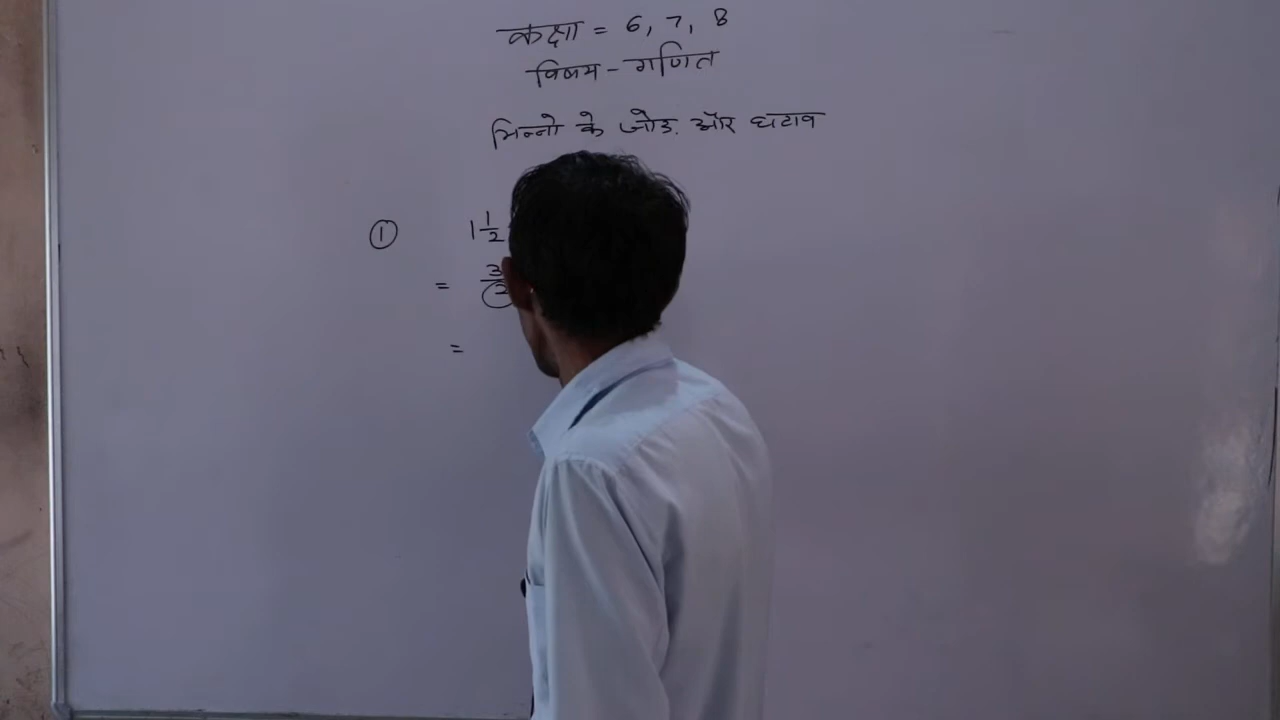 कक्षा = 6, 7, 8
विषय - गणित
भिन्नो के जोड़ और घटाव
① 1 1/2
= 3/2
=